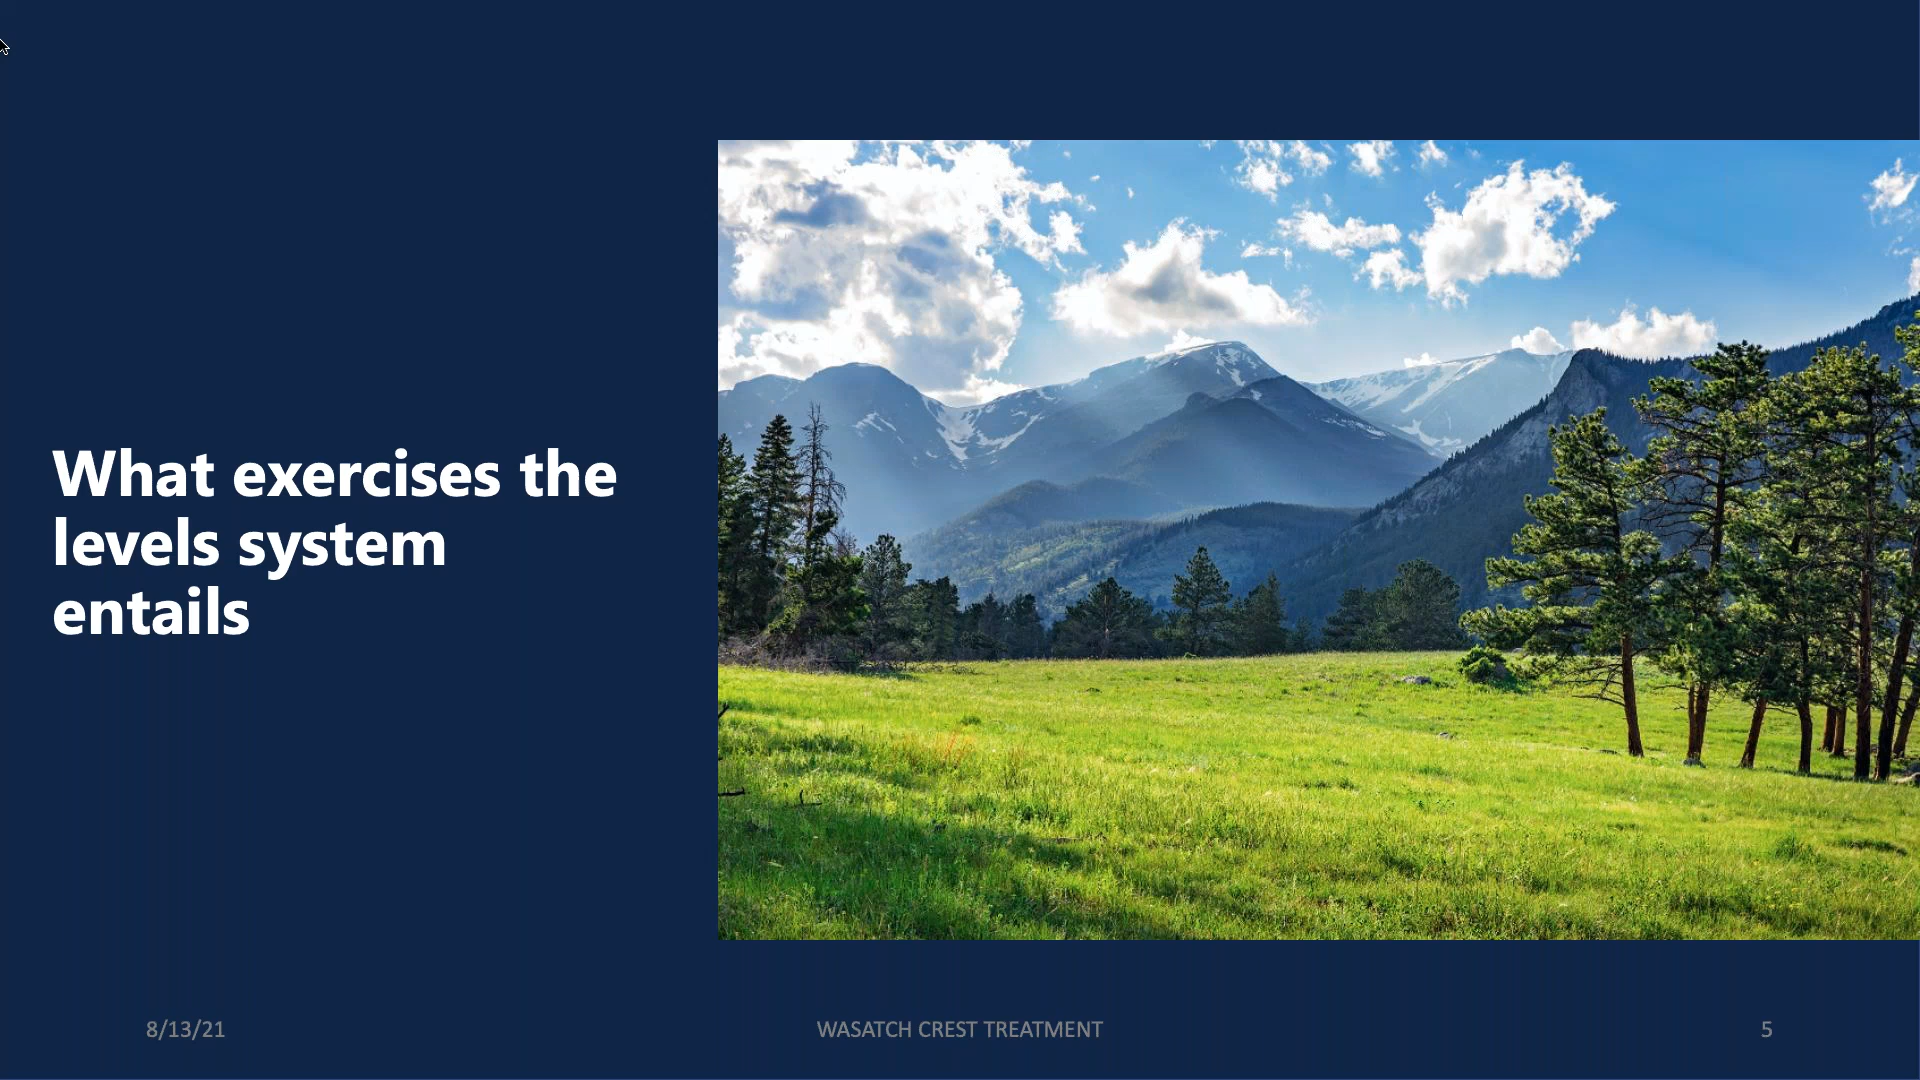 What exercises the
levels system
entails
8/13/21
WASATCH CREST TREATMENT
5